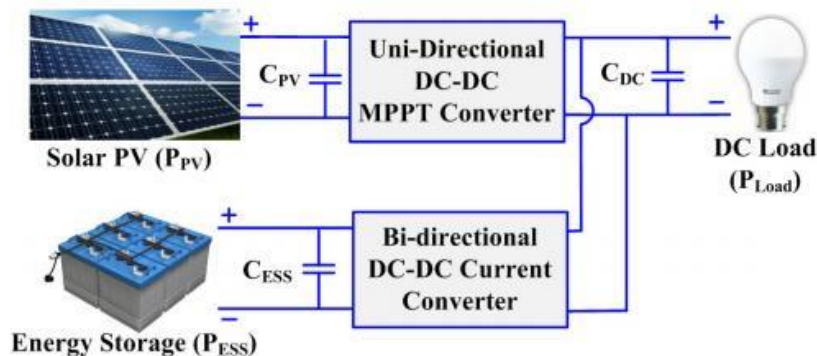 +
+
Uni-Directional
DC-DC
MPPT Converter
C_PV
C_DC
−
−
Solar PV (P_PV)
DC Load
(P_Load)
+
Bi-directional
DC-DC Current
Converter
C_ESS
−
Energy Storage (P_ESS)